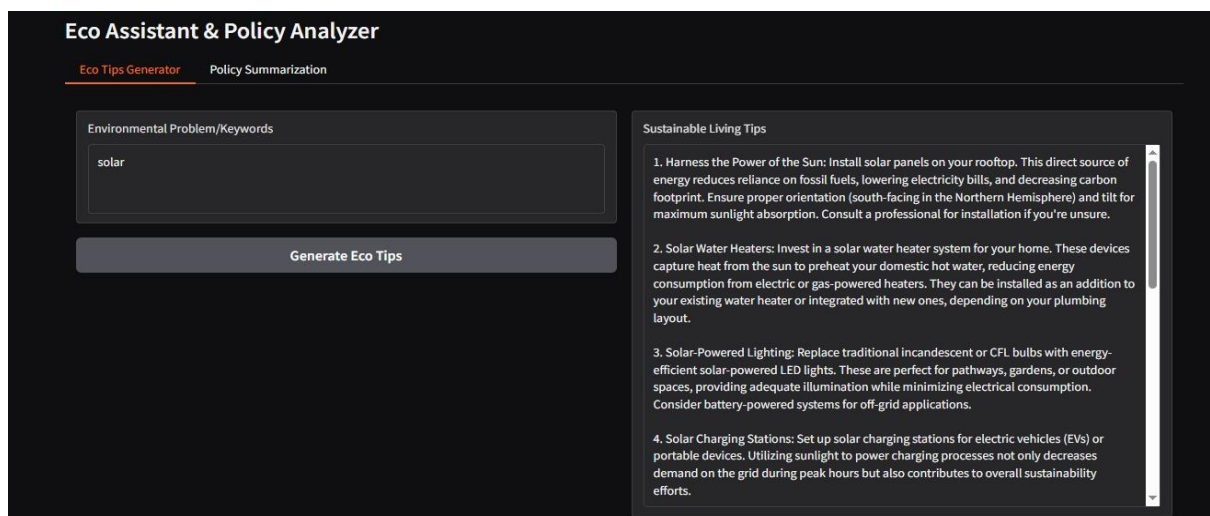 Eco Assistant & Policy Analyzer
Eco Tips Generator
Policy Summarization
Environmental Problem/Keywords
solar
Generate Eco Tips
Sustainable Living Tips
1. Harness the Power of the Sun: Install solar panels on your rooftop. This direct source of
energy reduces reliance on fossil fuels, lowering electricity bills, and decreasing carbon
footprint. Ensure proper orientation (south-facing in the Northern Hemisphere) and tilt for
maximum sunlight absorption. Consult a professional for installation if you're unsure.
2. Solar Water Heaters: Invest in a solar water heater system for your home. These devices
capture heat from the sun to preheat your domestic hot water, reducing energy
consumption from electric or gas-powered heaters. They can be installed as an addition to
your existing water heater or integrated with new ones, depending on your plumbing
layout.
3. Solar-Powered Lighting: Replace traditional incandescent or CFL bulbs with energy-
efficient solar-powered LED lights. These are perfect for pathways, gardens, or outdoor
spaces, providing adequate illumination while minimizing electrical consumption.
Consider battery-powered systems for off-grid applications.
4. Solar Charging Stations: Set up solar charging stations for electric vehicles (EVs) or
portable devices. Utilizing sunlight to power charging processes not only decreases
demand on the grid during peak hours but also contributes to overall sustainability
efforts.